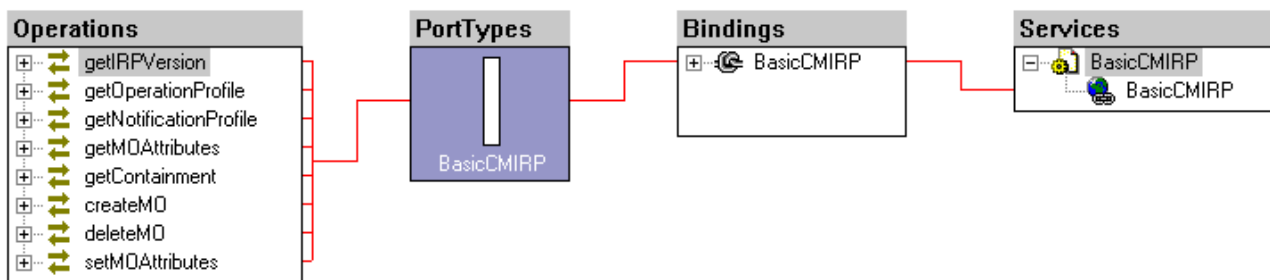 Operations
getIRPVersion
getOperationProfile
getNotificationProfile
getMOAttributes
getContainment
createMO
deleteMO
setMOAttributes
PortTypes
BasicCMIRP
Bindings
BasicCMIRP
Services
BasicCMIRP
BasicCMIRP